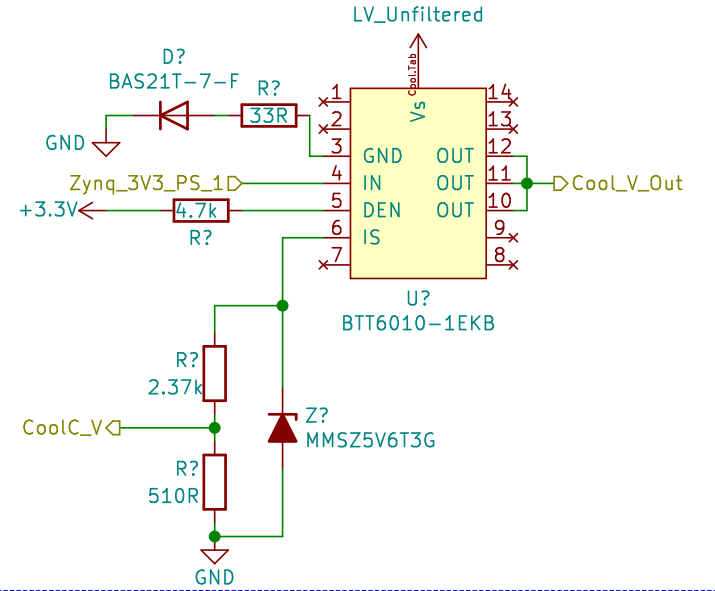 LV_Unfiltered
Cool.Tab
Vs
D?
BAS21T-7-F
R?
33R
GND
Zynq_3V3_PS_1
+3.3V
4.7k
R?
1
2
3 GND
4 IN
5 DEN
6 IS
7
14
13
OUT 12
OUT 11
OUT 10
9
8
Cool_V_Out
U?
BTT6010-1EKB
R?
2.37k
CoolC_V
R?
510R
Z?
MMSZ5V6T3G
GND